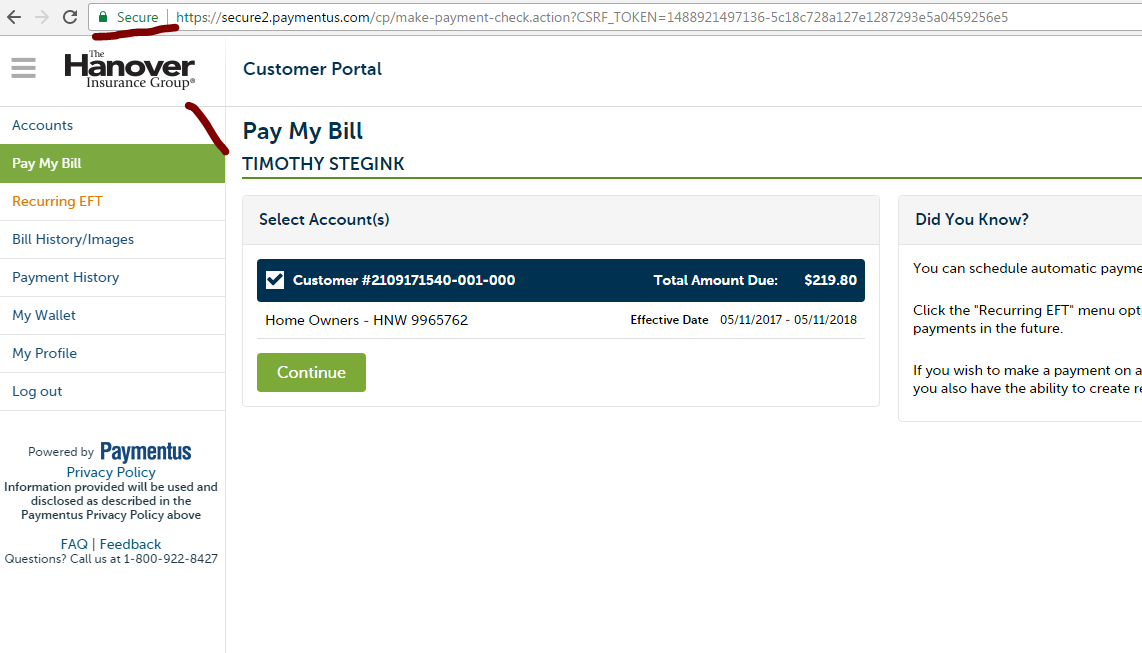 Secure https://secure2.paymentus.com/cp/make-payment-check.action?CSRF_TOKEN=1488921497136-5c18c728a127e1287293e5a0459256e5
The
Hanover
Insurance Group®
Customer Portal
Accounts
Pay My Bill
Recurring EFT
Bill History/Images
Payment History
My Wallet
My Profile
Log out
Powered by Paymentus
Privacy Policy
Information provided will be used and
disclosed as described in the
Paymentus Privacy Policy above
FAQ | Feedback
Questions? Call us at 1-800-922-8427
Pay My Bill
TIMOTHY STEGINK
Select Account(s)
Customer #2109171540-001-000 Total Amount Due: $219.80
Home Owners - HNW 9965762 Effective Date 05/11/2017 - 05/11/2018
Continue
Did You Know?
You can schedule automatic payme
Click the "Recurring EFT" menu opt
payments in the future.
If you wish to make a payment on a
you also have the ability to create re